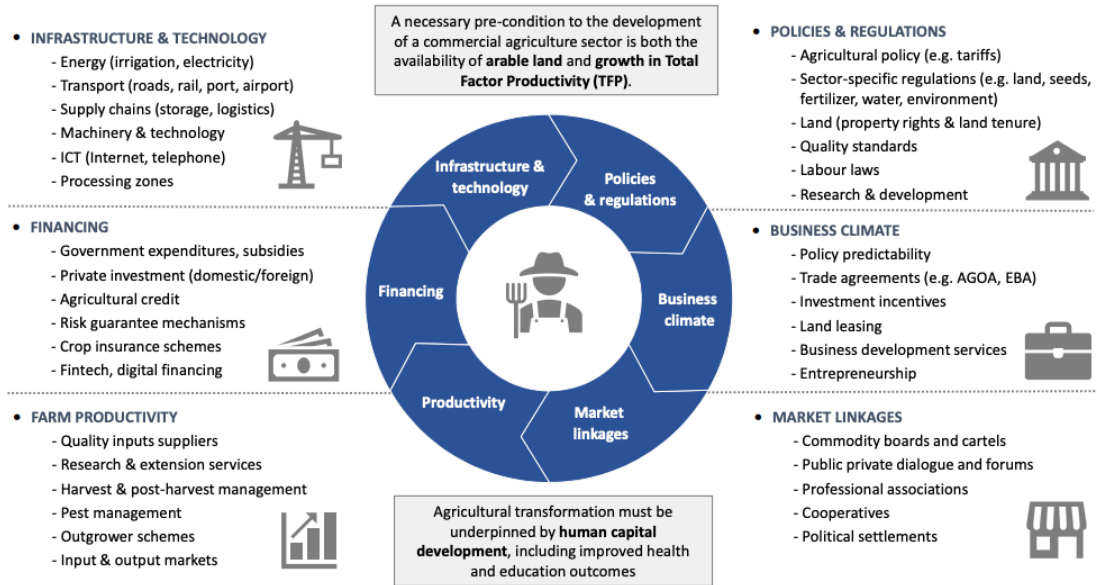 A necessary pre-condition to the development
of a commercial agriculture sector is both the
availability of arable land and growth in Total
Factor Productivity (TFP).
• INFRASTRUCTURE & TECHNOLOGY
- Energy (irrigation, electricity)
- Transport (roads, rail, port, airport)
- Supply chains (storage, logistics)
- Machinery & technology
- ICT (Internet, telephone)
- Processing zones
• FINANCING
- Government expenditures, subsidies
- Private investment (domestic/foreign)
- Agricultural credit
- Risk guarantee mechanisms
- Crop insurance schemes
- Fintech, digital financing
• FARM PRODUCTIVITY
- Quality inputs suppliers
- Research & extension services
- Harvest & post-harvest management
- Pest management
- Outgrower schemes
- Input & output markets
Infrastructure &
technology
Policies
& regulations
Business
climate
Market
linkages
Productivity
Financing
• POLICIES & REGULATIONS
- Agricultural policy (e.g. tariffs)
- Sector-specific regulations (e.g. land, seeds,
fertilizer, water, environment)
- Land (property rights & land tenure)
- Quality standards
- Labour laws
- Research & development
• BUSINESS CLIMATE
- Policy predictability
- Trade agreements (e.g. AGOA, EBA)
- Investment incentives
- Land leasing
- Business development services
- Entrepreneurship
• MARKET LINKAGES
- Commodity boards and cartels
- Public private dialogue and forums
- Professional associations
- Cooperatives
- Political settlements
Agricultural transformation must be
underpinned by human capital
development, including improved health
and education outcomes